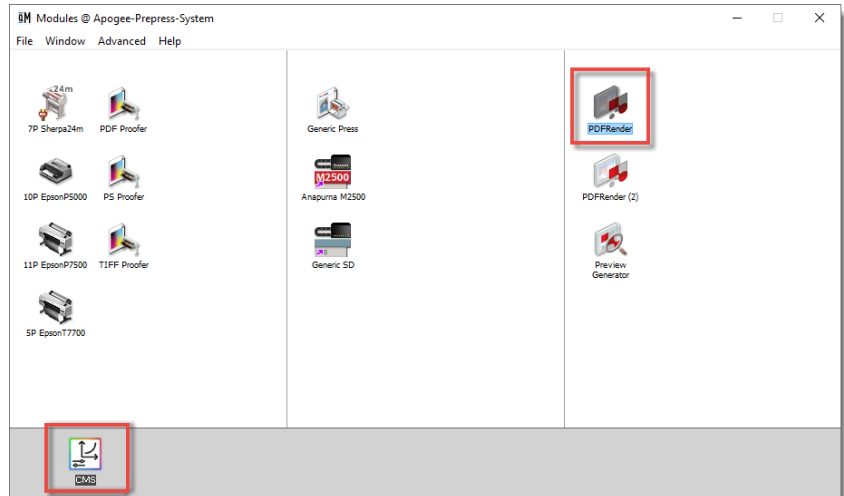 Modules @ Apogee-Prepress-System
File Window Advanced Help
24m
7P Sherpa24m
PDF Proofer
Generic Press
PDFRender
10P EpsonP5000
PS Proofer
M2500
Anapurna M2500
PDFRender (2)
11P EpsonP7500
TIFF Proofer
Generic SD
Preview
Generator
5P EpsonT7700
CMS